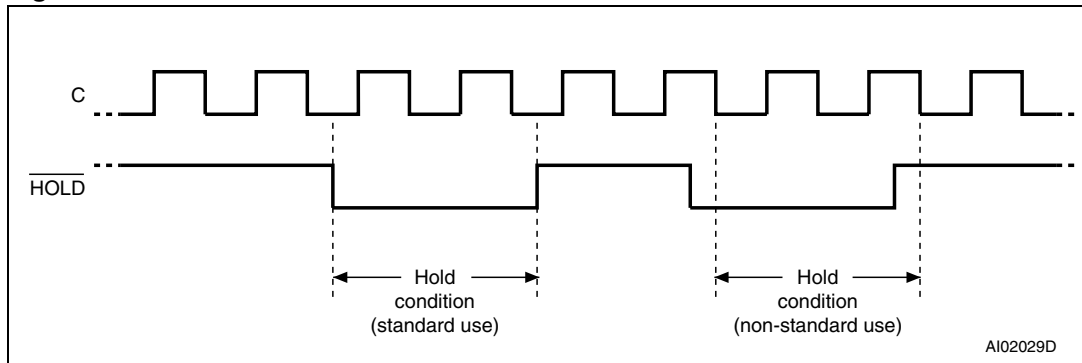 C
HOLD
Hold
condition
(standard use)
Hold
condition
(non-standard use)
AI02029D